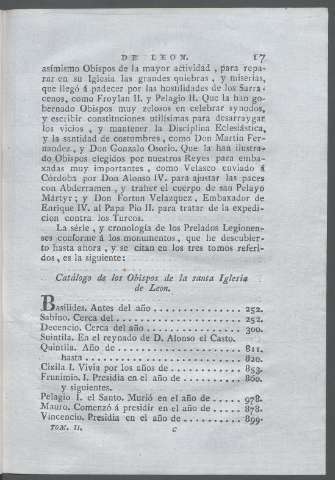 DE LEON. 17
asimismo Obispos de la mayor actividad, para repa-
rar en su Iglesia las grandes quiebras, y miserias,
que llegó á padecer por las hostilidades de los Sarra-
cenos, como Froylan II. y Pelagio II. Que la han go-
bernado Obispos muy zelosos en celebrar synodos,
y escribir constituciones utilísimas para desarraygar
los vicios, y mantener la Disciplina Eclesiástica,
y la santidad de costumbres, como Don Martin Fer-
nandez, y Don Gonzalo Osorio. Que la han ilustra-
do Obispos elegidos por nuestros Reyes para emba-
xadas muy importantes, como Velasco enviado á
Córdoba por Don Alonso IV. para ajustar las paces
con Abderramen, y traher el cuerpo de san Pelayo
Mártyr; y Don Fortun Velazquez, Embaxador de
Enrique IV. al Papa Pio II. para tratar de la expedi-
cion contra los Turcos.
La série, y cronología de los Prelados Legionen-
ses conforme á los monumentos, que he descubier-
to hasta ahora, y se citan en los tres tomos referi-
dos, es la siguiente:
Catálogo de los Obispos de la santa Iglesia
de Leon.
Basilides. Antes del año .............. 252.
Sabino. Cerca del .................... 252.
Decencio. Cerca del año .............. 300.
Suintila. En el reynado de D. Alonso el Casto.
Quintila. Año de ..................... 811.
hasta ..................... 820.
Cixila I. Vivia por los años de ........ 853.
Frunimio. I. Presidia en el año de ...... 860.
y siguientes.
Pelagio I. el Santo. Murió en el año de .... 978.
Mauro. Comenzó á presidir en el año de ... 878.
Vincencio. Presidia en el año de ........ 899.
TOM. II. C